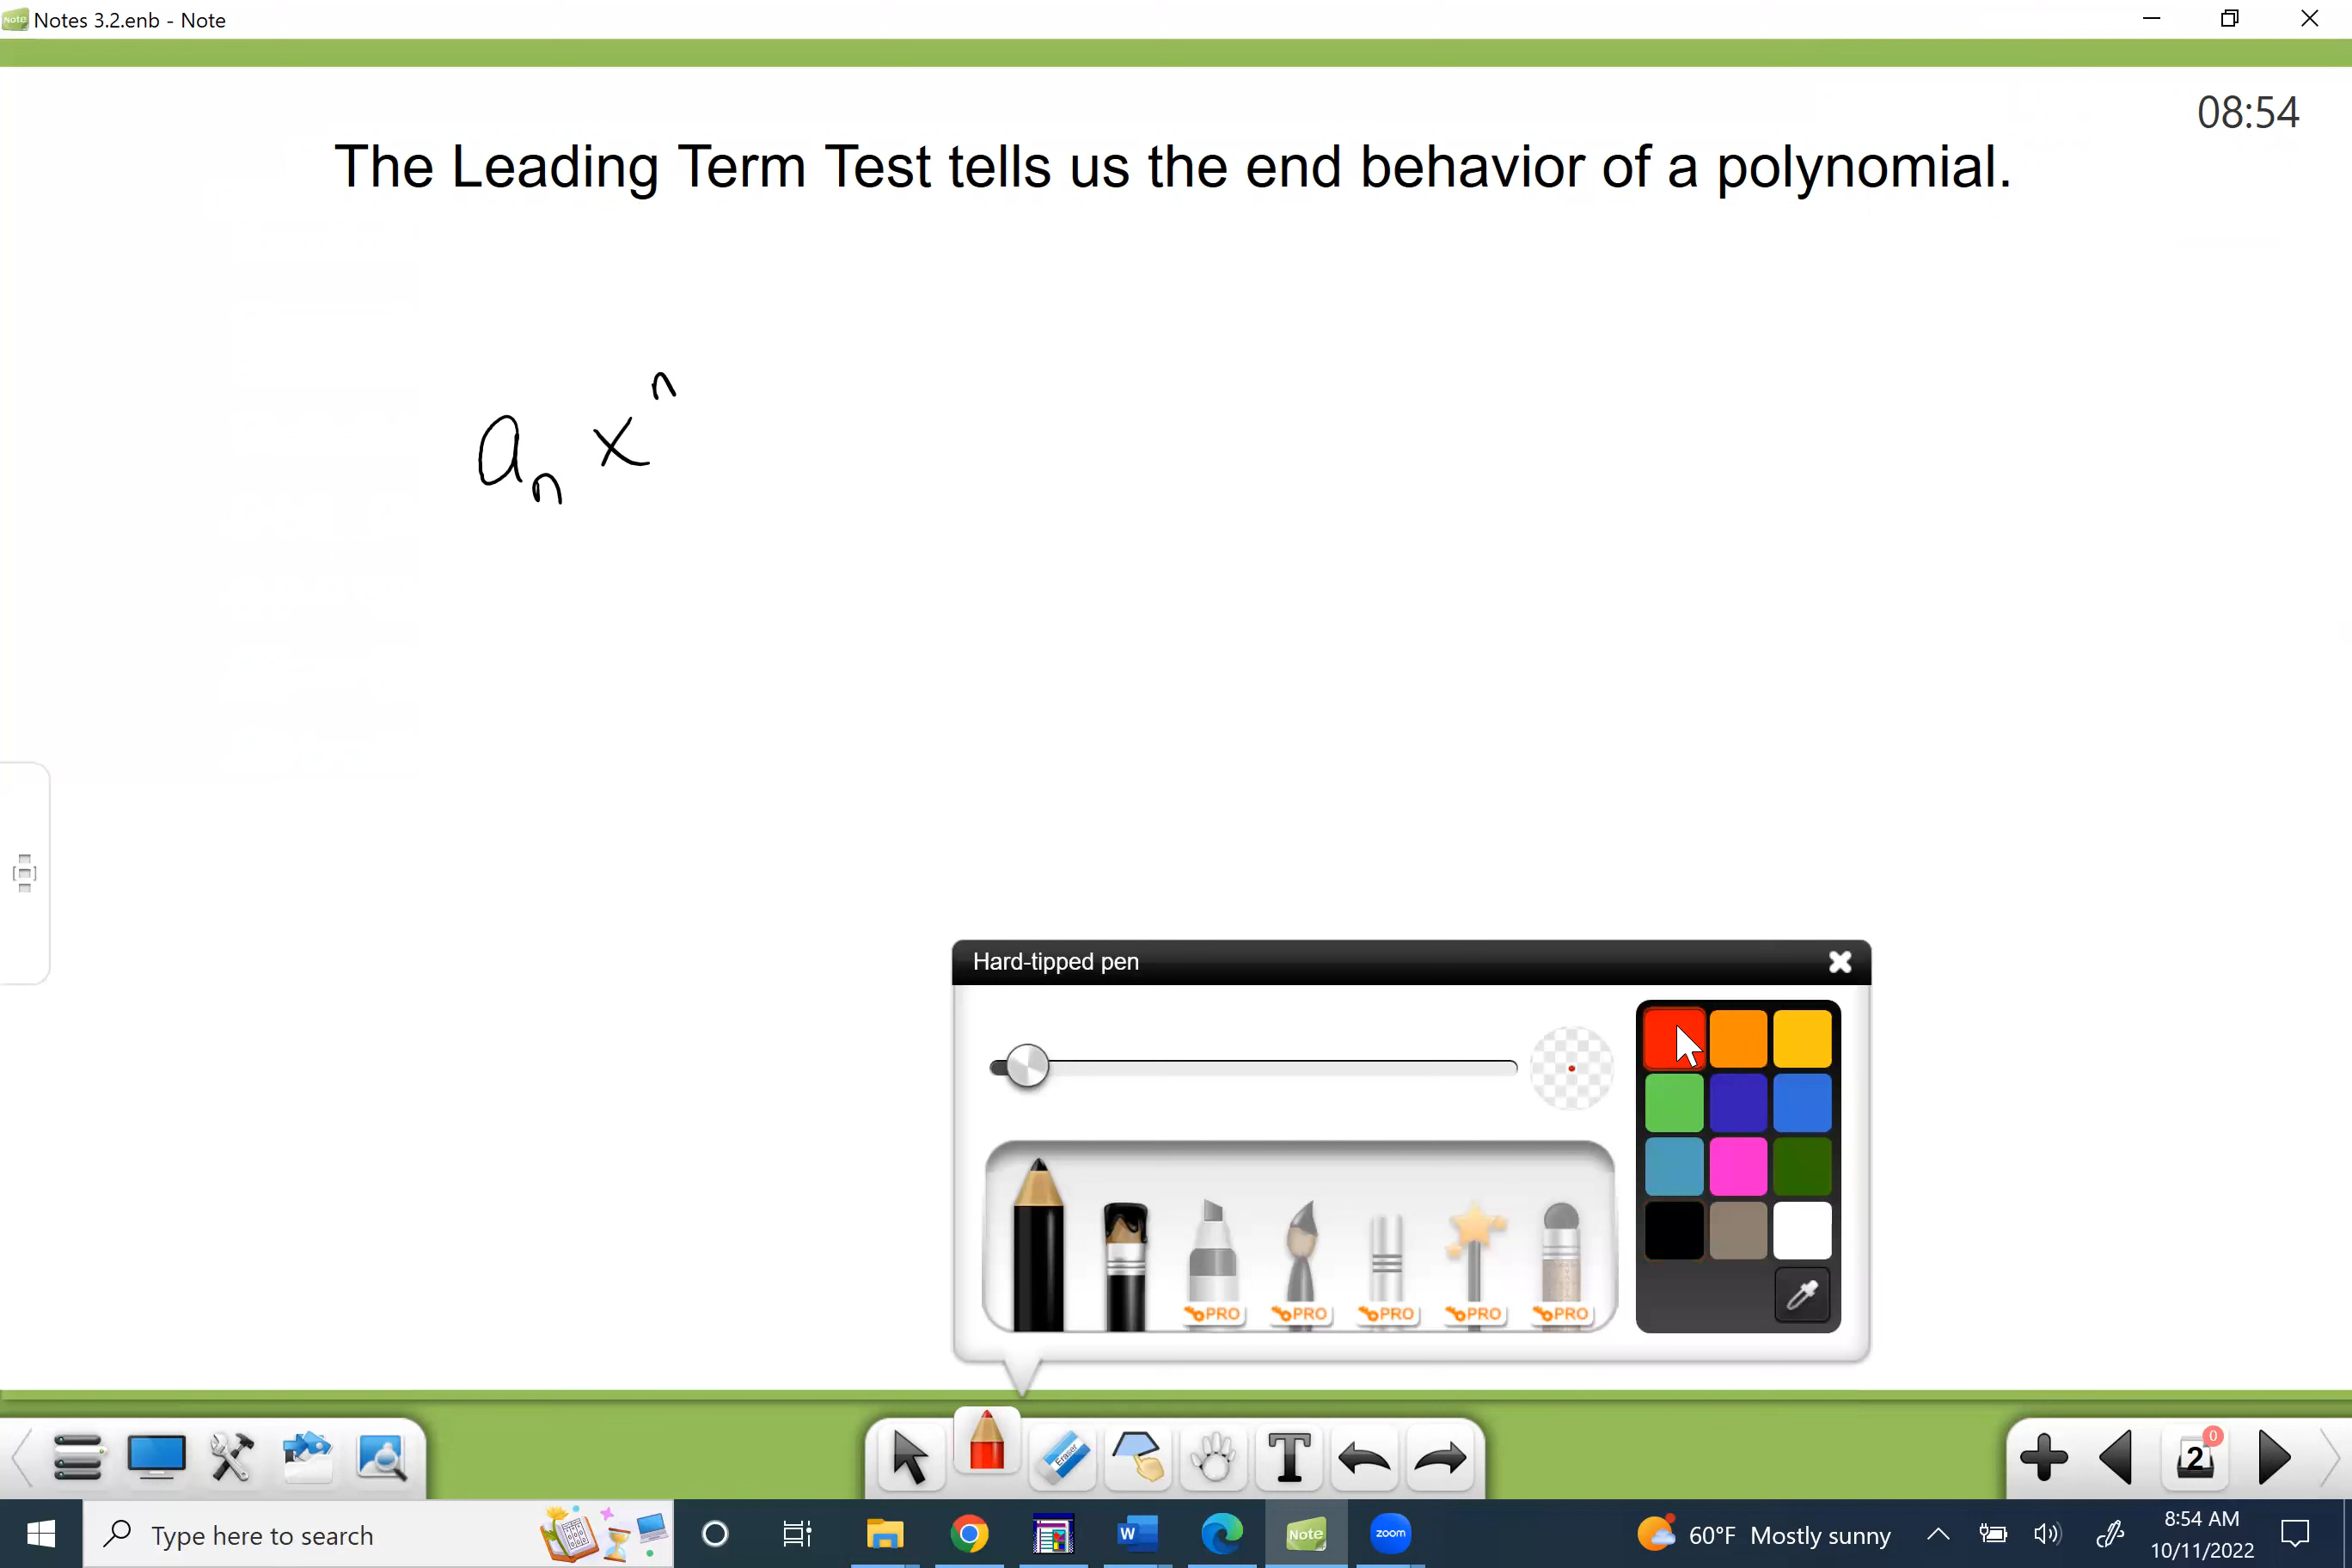 Notes 3.2.enb - Note
08:54
The Leading Term Test tells us the end behavior of a polynomial.
aₙ xⁿ
Hard-tipped pen
PRO PRO PRO PRO PRO
Eraser
T
2
0
Type here to search
W
Note
zoom
60°F Mostly sunny
8:54 AM
10/11/2022